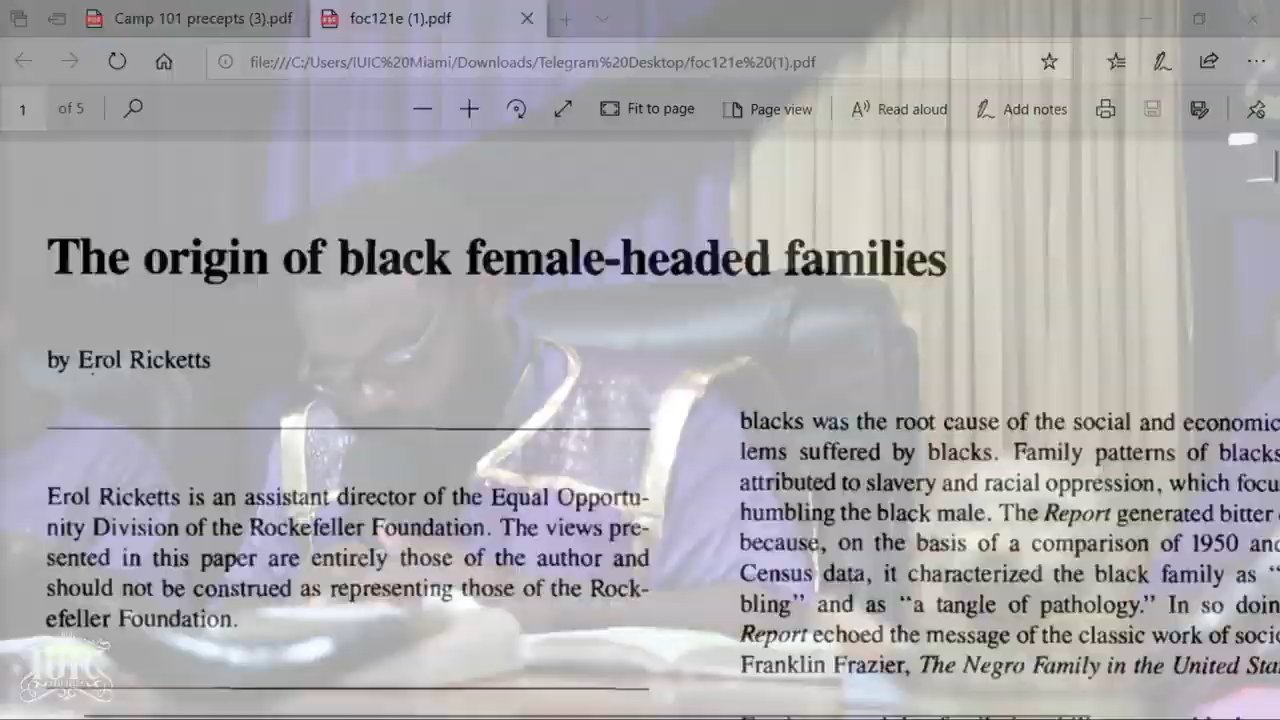 Camp 101 precepts (3).pdf
foc121e (1).pdf
file:///C:/Users/IUIC%20Miami/Downloads/Telegram%20Desktop/foc121e%20(1).pdf
1 of 5
Fit to page
Page view
Read aloud
Add notes
The origin of black female-headed families
by Erol Ricketts
Erol Ricketts is an assistant director of the Equal Opportu-
nity Division of the Rockefeller Foundation. The views pre-
sented in this paper are entirely those of the author and
should not be construed as representing those of the Rock-
efeller Foundation.
blacks was the root cause of the social and economic
lems suffered by blacks. Family patterns of blacks
attributed to slavery and racial oppression, which focu
humbling the black male. The Report generated bitter
because, on the basis of a comparison of 1950 and
Census data, it characterized the black family as “
bling” and as “a tangle of pathology.” In so doin
Report echoed the message of the classic work of socio
Franklin Frazier, The Negro Family in the United Sta
IUIC